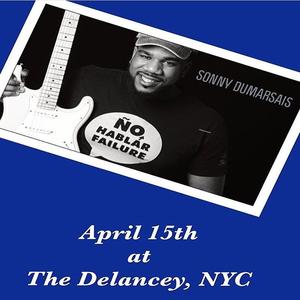 SONNY DUMARSAIS
ÑO
HABLAR
FAILURE
April 15th
at
The Delancey, NYC